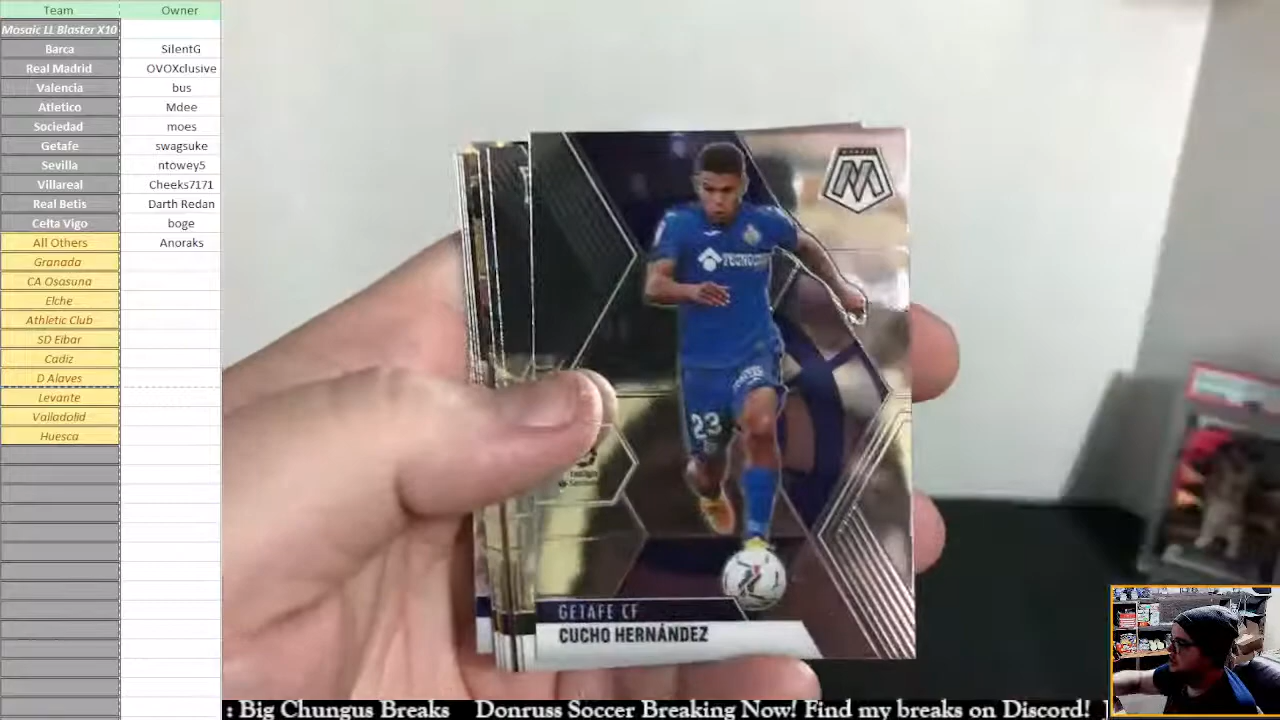 Team Owner
Mosaic LL Blaster X10
Barca SilentG
Real Madrid OVOXclusive
Valencia bus
Atletico Mdee
Sociedad moes
Getafe swagsuke
Sevilla ntowey5
Villareal Cheeks7171
Real Betis Darth Redan
Celta Vigo boge
All Others Anoraks
Granada
CA Osasuna
Elche
Athletic Club
SD Eibar
Cadiz
D Alaves
Levante
Valladolid
Huesca
MOSAIC
M
23
GETAFE CF
CUCHO HERNÁNDEZ
: Big Chungus Breaks Donruss Soccer Breaking Now! Find my breaks on Discord!